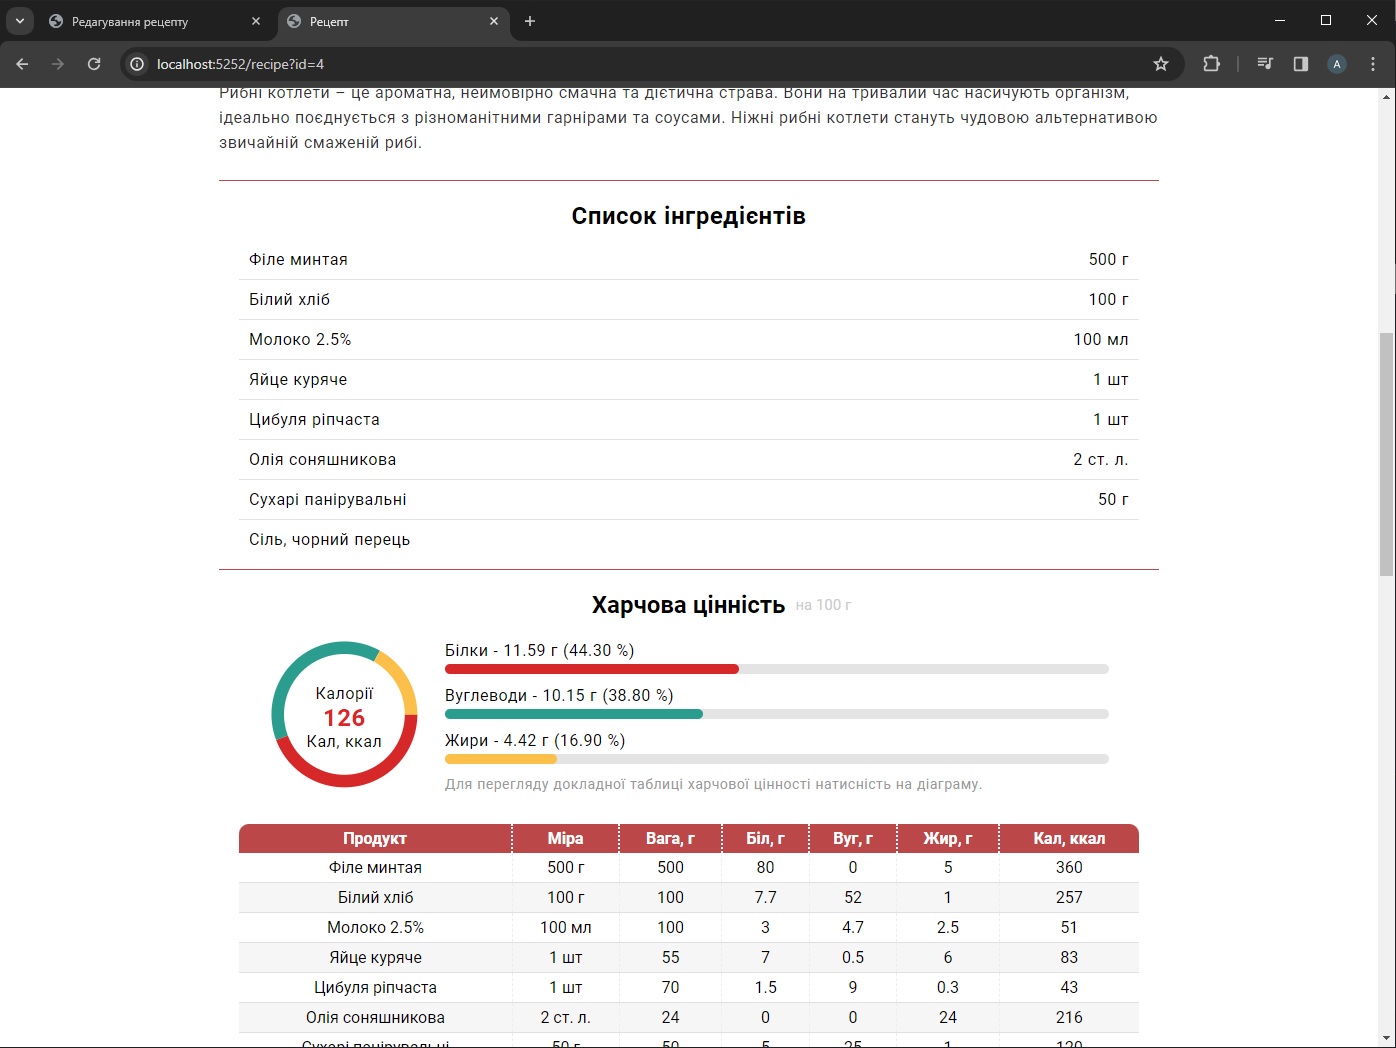 Редагування рецепту
Рецепт
localhost:5252/recipe?id=4
A
Рибні котлети – це ароматна, неймовірно смачна та дієтична страва. Вони на тривалий час насичують організм,
ідеально поєднується з різноманітними гарнірами та соусами. Ніжні рибні котлети стануть чудовою альтернативою
звичайній смаженій рибі.
Список інгредієнтів
Філе минтая 500 г
Білий хліб 100 г
Молоко 2.5% 100 мл
Яйце куряче 1 шт
Цибуля ріпчаста 1 шт
Олія соняшникова 2 ст. л.
Сухарі панірувальні 50 г
Сіль, чорний перець
Харчова цінність на 100 г
Калорії
126
Кал, ккал
Білки - 11.59 г (44.30 %)
Вуглеводи - 10.15 г (38.80 %)
Жири - 4.42 г (16.90 %)
Для перегляду докладної таблиці харчової цінності натисність на діаграму.
Продукт Міра Вага, г Біл, г Вуг, г Жир, г Кал, ккал
Філе минтая 500 г 500 80 0 5 360
Білий хліб 100 г 100 7.7 52 1 257
Молоко 2.5% 100 мл 100 3 4.7 2.5 51
Яйце куряче 1 шт 55 7 0.5 6 83
Цибуля ріпчаста 1 шт 70 1.5 9 0.3 43
Олія соняшникова 2 ст. л. 24 0 0 24 216
Сухарі панірувальні 50 г 50 5 25 1 120